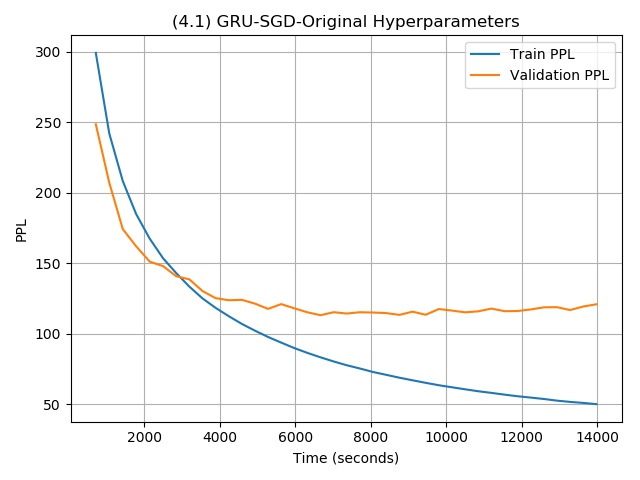 (4.1) GRU-SGD-Original Hyperparameters
Train PPL
Validation PPL
PPL
300
250
200
150
100
50
2000 4000 6000 8000 10000 12000 14000
Time (seconds)